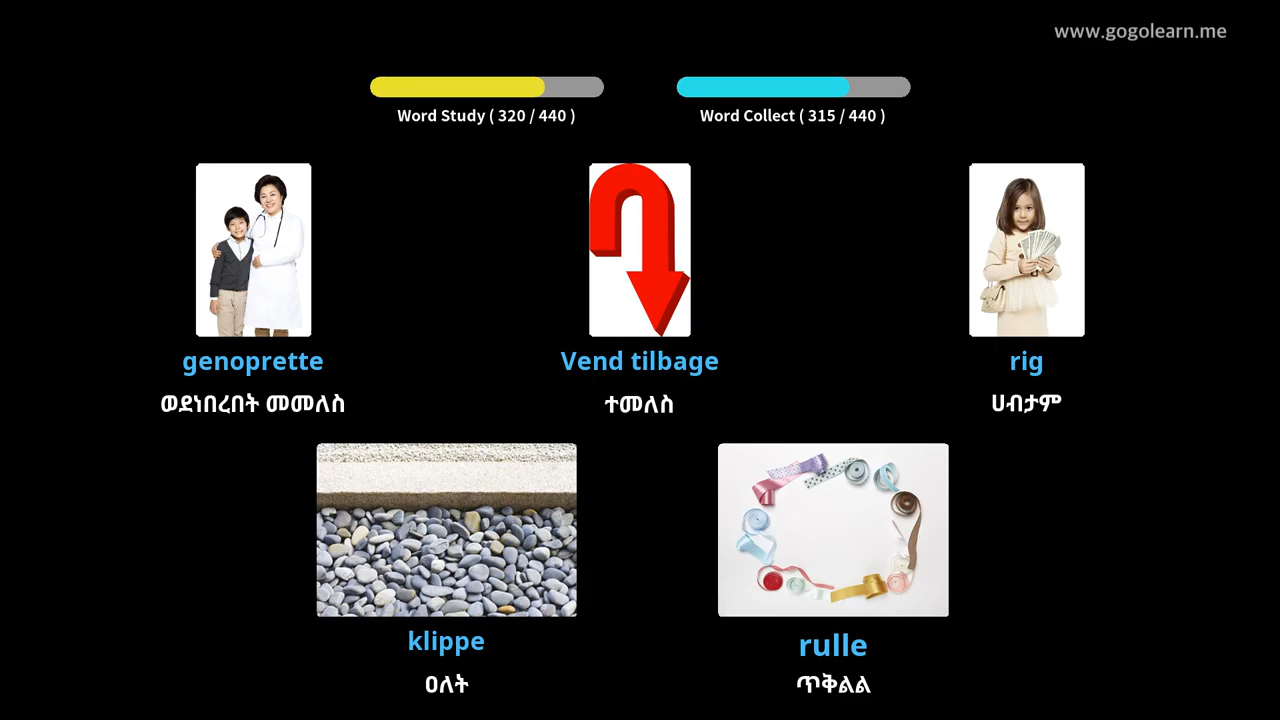 www.gogolearn.me
Word Study ( 320 / 440 )
Word Collect ( 315 / 440 )
genoprette
Vend tilbage
rig
ወደነበረበት መመለስ
ተመለስ
ሀብታም
klippe
rulle
ዐለት
ጥቅልል